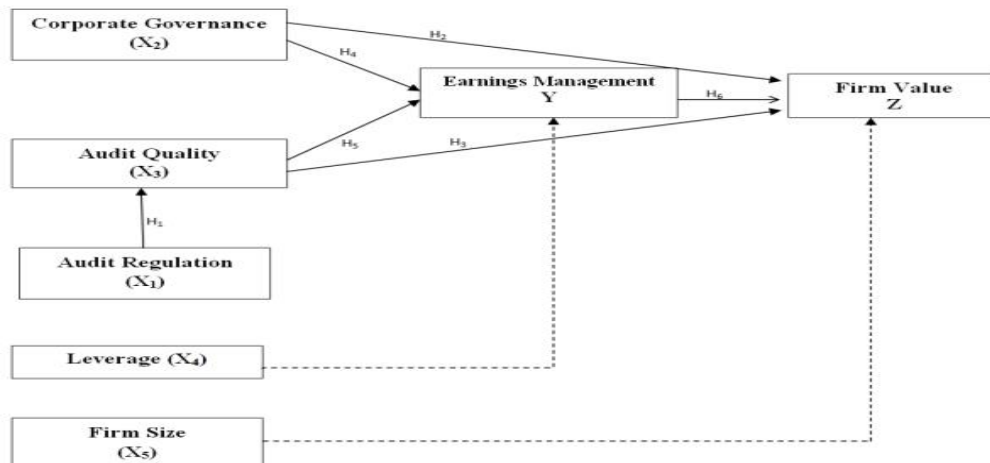 Corporate Governance
(X₂)
H₂
H₄
Earnings Management
Y
H₆
Firm Value
Z
Audit Quality
(X₃)
H₅
H₃
H₁
Audit Regulation
(X₁)
Leverage (X₄)
Firm Size
(X₅)